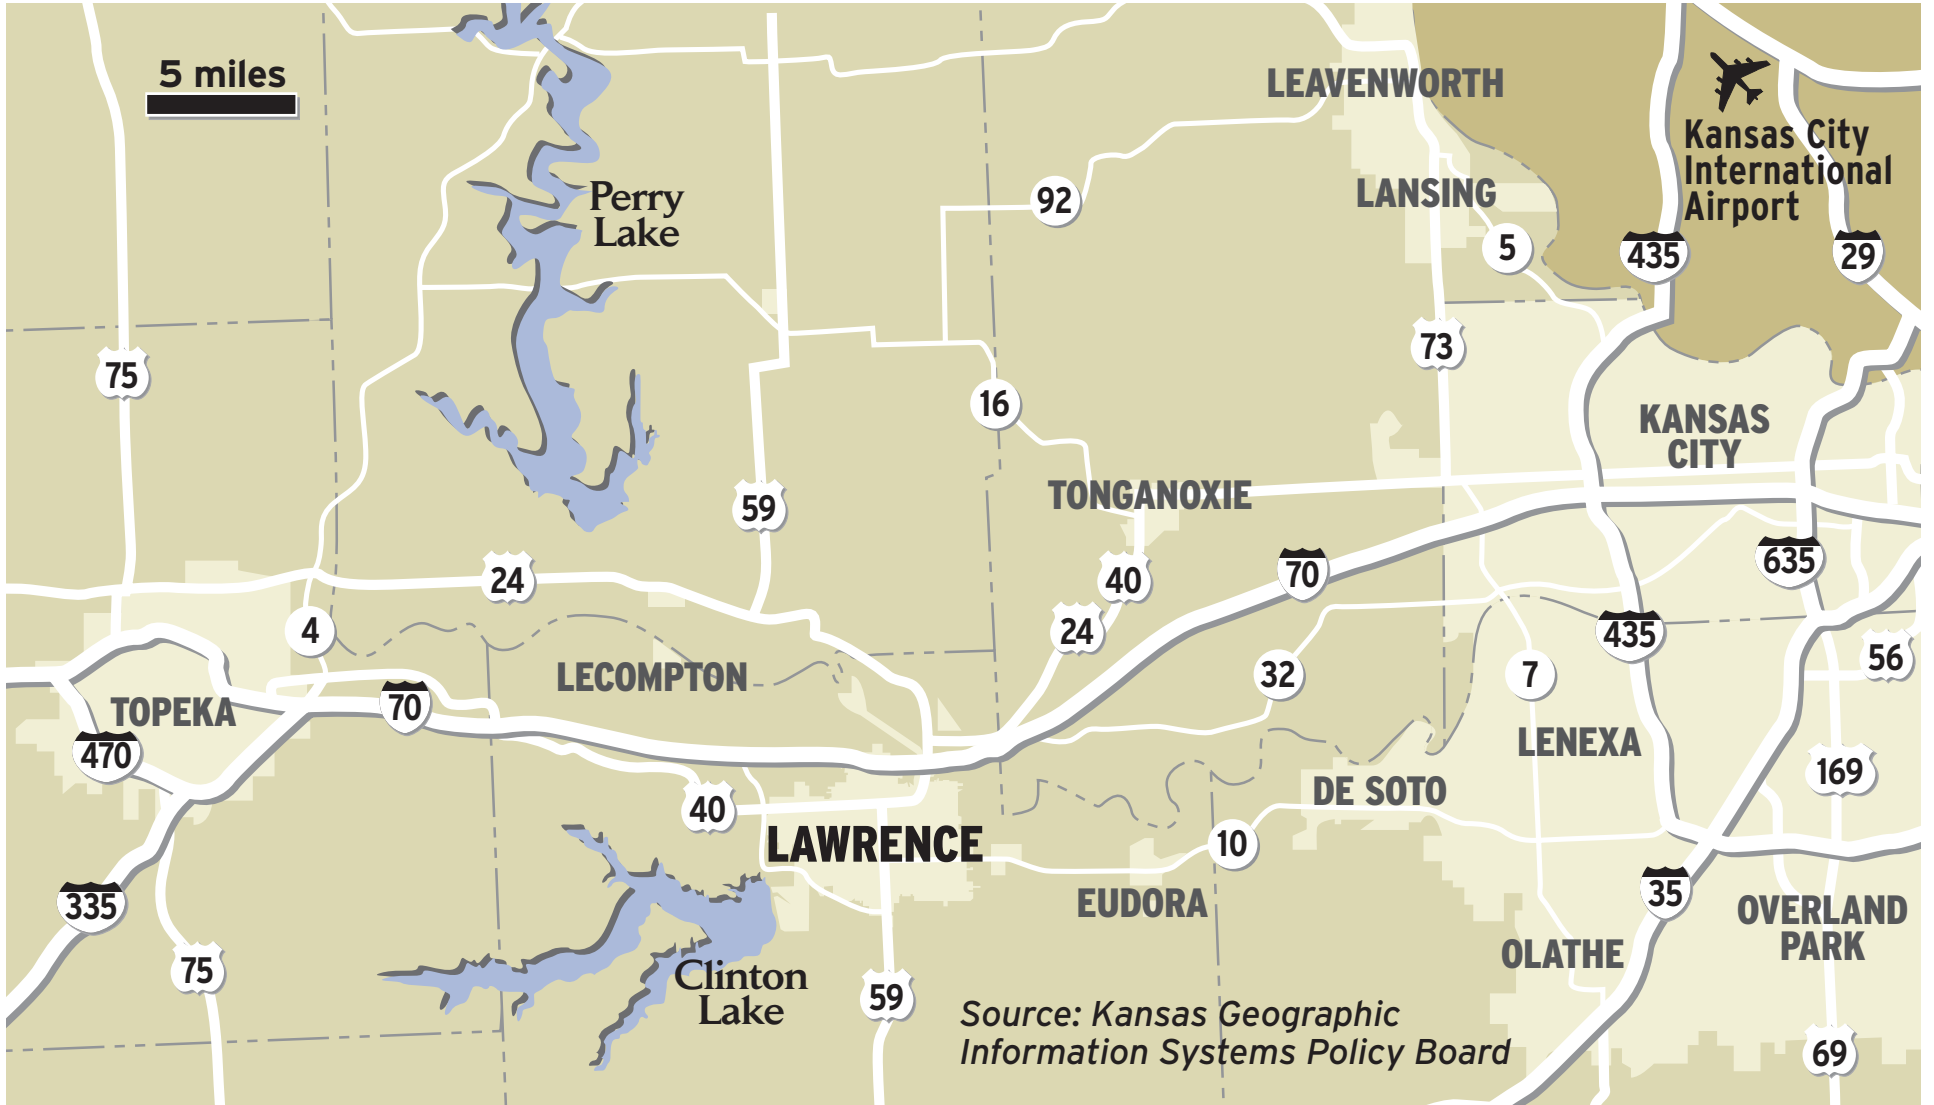 5 miles
LEAVENWORTH
Kansas City
International
Airport
Perry
Lake
92
LANSING
5
435
29
75
73
16
KANSAS
CITY
59
TONGANOXIE
24
40
70
635
4
24
435
LECOMPTON
32
7
56
TOPEKA
70
470
LENEXA
40
DE SOTO
169
LAWRENCE
10
335
EUDORA
35
OVERLAND
PARK
75
OLATHE
Clinton
Lake
59
Source: Kansas Geographic
Information Systems Policy Board
69